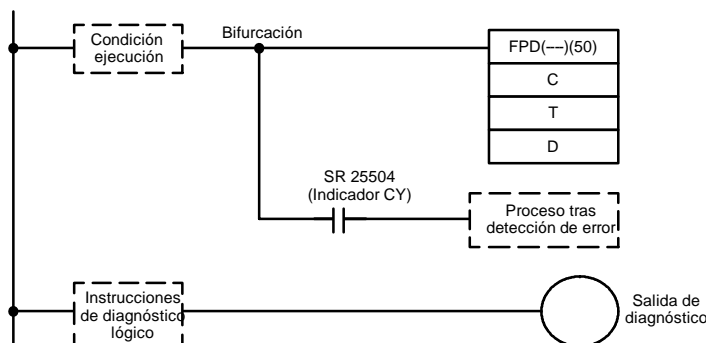 Condición
ejecución
Bifurcación
FPD(––)(50)
C
T
D
SR 25504
(Indicador CY)
Proceso tras
detección de error
Instrucciones
de diagnóstico
lógico
Salida de
diagnóstico